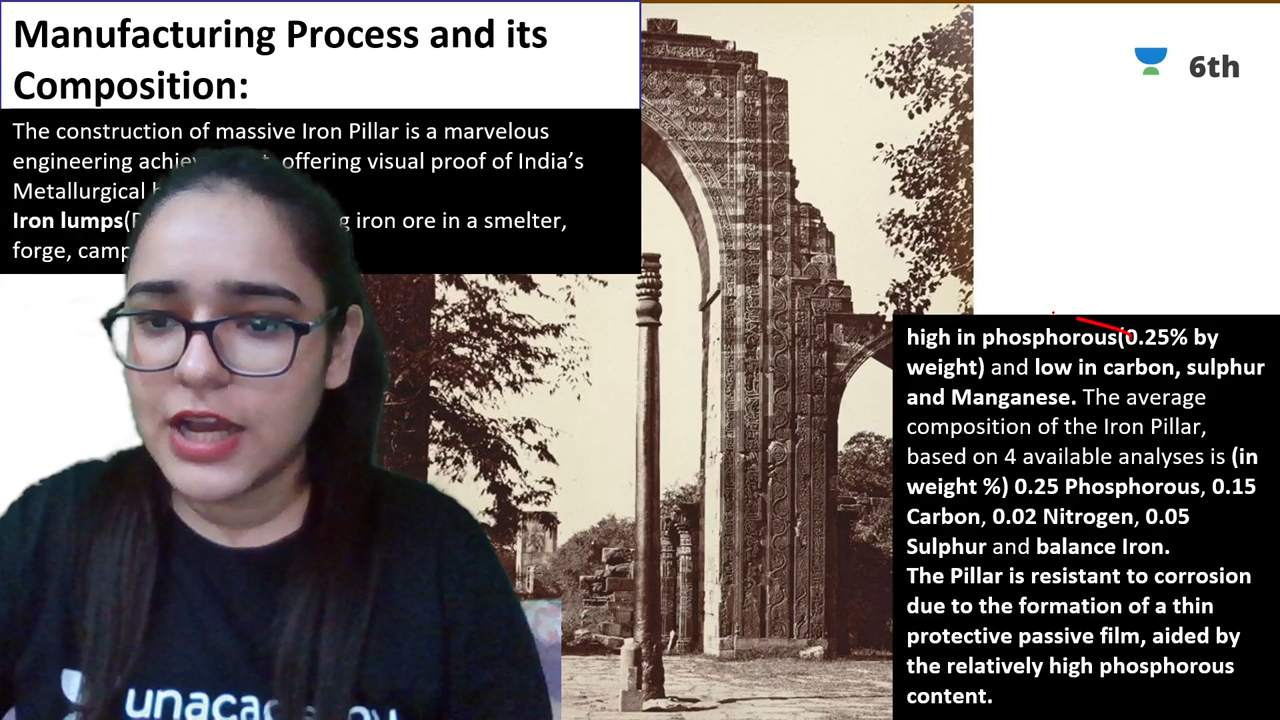 Manufacturing Process and its
Composition:
The construction of massive Iron Pillar is a marvelous
engineering offering visual proof of India's
Metallurgical
Iron lumps( iron ore in a smelter,
forge,
6th
high in phosphorous(0.25% by
weight) and low in carbon, sulphur
and Manganese. The average
composition of the Iron Pillar,
based on 4 available analyses is (in
weight %) 0.25 Phosphorous, 0.15
Carbon, 0.02 Nitrogen, 0.05
Sulphur and balance Iron.
The Pillar is resistant to corrosion
due to the formation of a thin
protective passive film, aided by
the relatively high phosphorous
content.